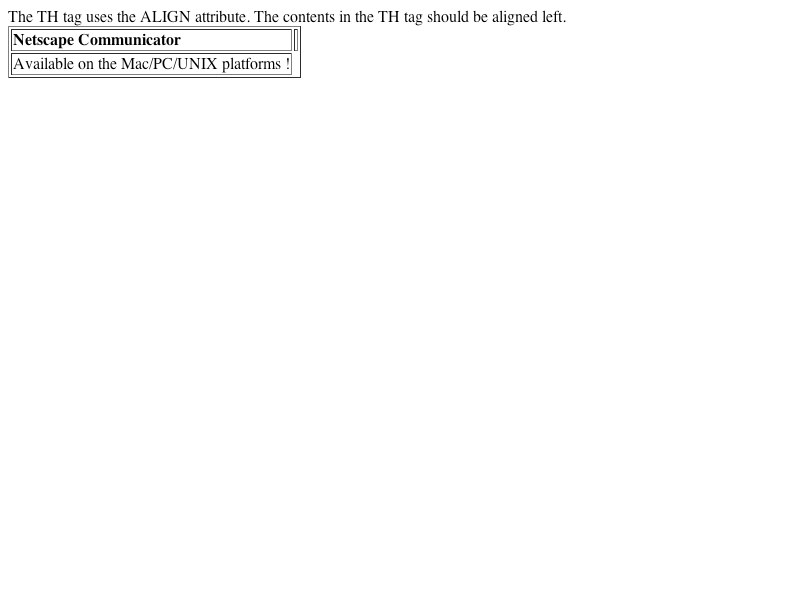 The TH tag uses the ALIGN attribute. The contents in the TH tag should be aligned left.
Netscape Communicator
Available on the Mac/PC/UNIX platforms !